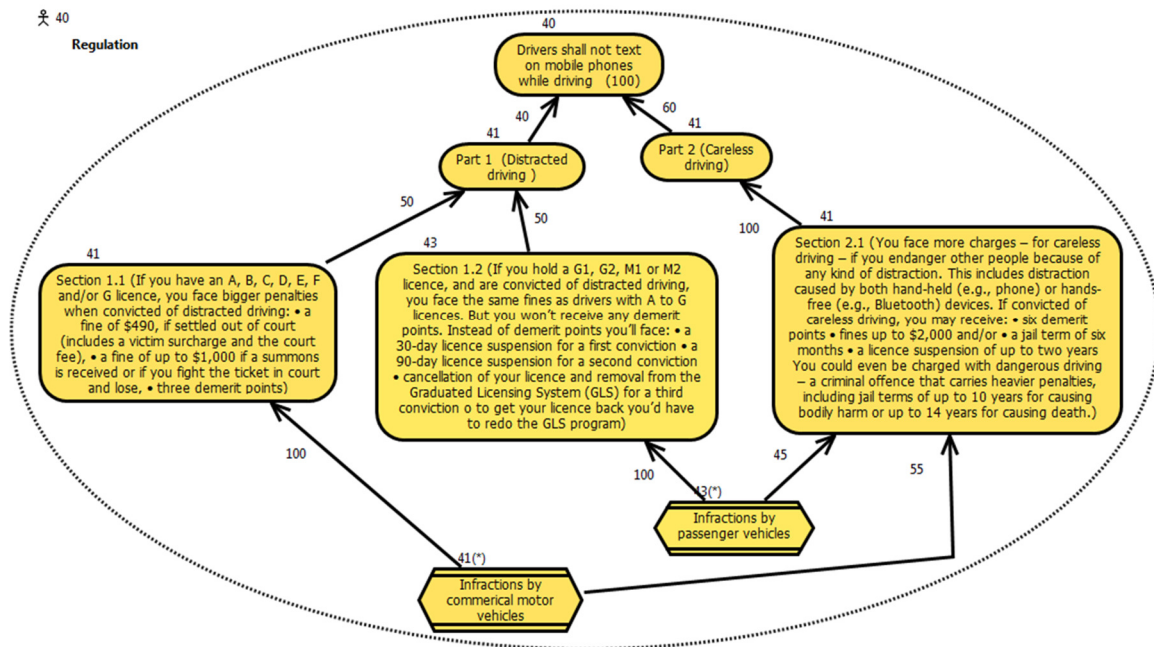 40
Regulation
40
Drivers shall not text
on mobile phones
while driving (100)
40
60
41
Part 1 (Distracted
driving )
41
Part 2 (Careless
driving)
50
50
100
41
Section 1.1 (If you have an A, B, C, D, E, F
and/or G licence, you face bigger penalties
when convicted of distracted driving: • a
fine of $490, if settled out of court
(includes a victim surcharge and the court
fee), • a fine of up to $1,000 if a summons
is received or if you fight the ticket in
court and lose, • three demerit points)
43
Section 1.2 (If you hold a G1, G2, M1 or M2
licence, and are convicted of distracted driving,
you face the same fines as drivers with A to G
licences. But you won't receive any demerit
points. Instead of demerit points you'll face: • a
30-day licence suspension for a first conviction • a
90-day licence suspension for a second conviction
• cancellation of your licence and removal from the
Graduated Licensing System (GLS) for a third
conviction o to get your licence back you'd have
to redo the GLS program)
41
Section 2.1 (You face more charges – for careless
driving – if you endanger other people because of
any kind of distraction. This includes distraction
caused by both hand-held (e.g., phone) or hands-
free (e.g., Bluetooth) devices. If convicted of
careless driving, you may receive: • six demerit
points • fines up to $2,000 and/or • a jail term of six
months • a licence suspension of up to two years
You could even be charged with dangerous driving
– a criminal offence that carries heavier penalties,
including jail terms of up to 10 years for causing
bodily harm or up to 14 years for causing death.)
100
100
45
55
43(*)
Infractions by
passenger vehicles
41(*)
Infractions by
commerical motor
vehicles